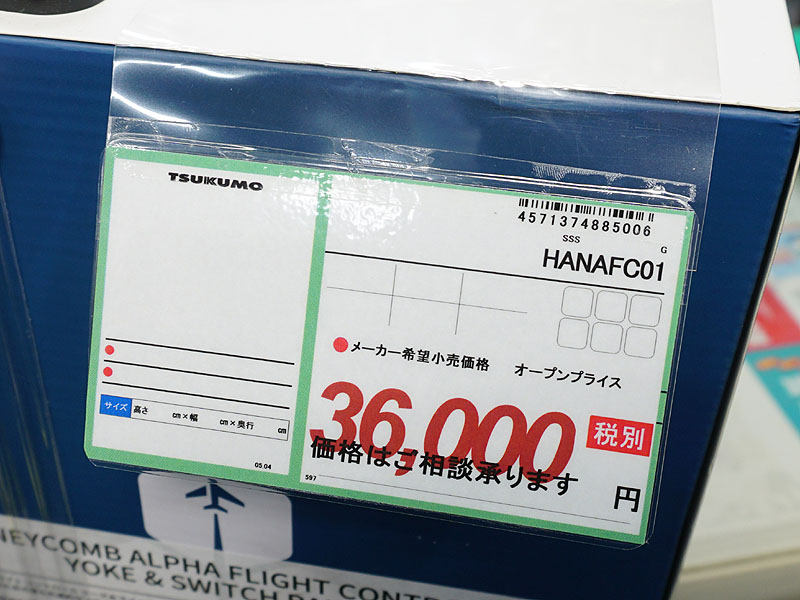 TSUKUMO
サイズ 高さ cm×幅 cm×奥行 cm
05.04
4571374885006
SSS
G
HANAFC01
メーカー希望小売価格 オープンプライス
36,000 税別
価格はご相談承ります 円
597
NEYCOMB ALPHA FLIGHT CONT
YOKE & SWITCH